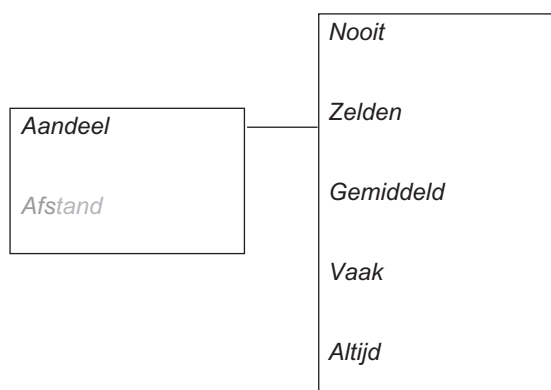 Aandeel
Afstand
Nooit
Zelden
Gemiddeld
Vaak
Altijd